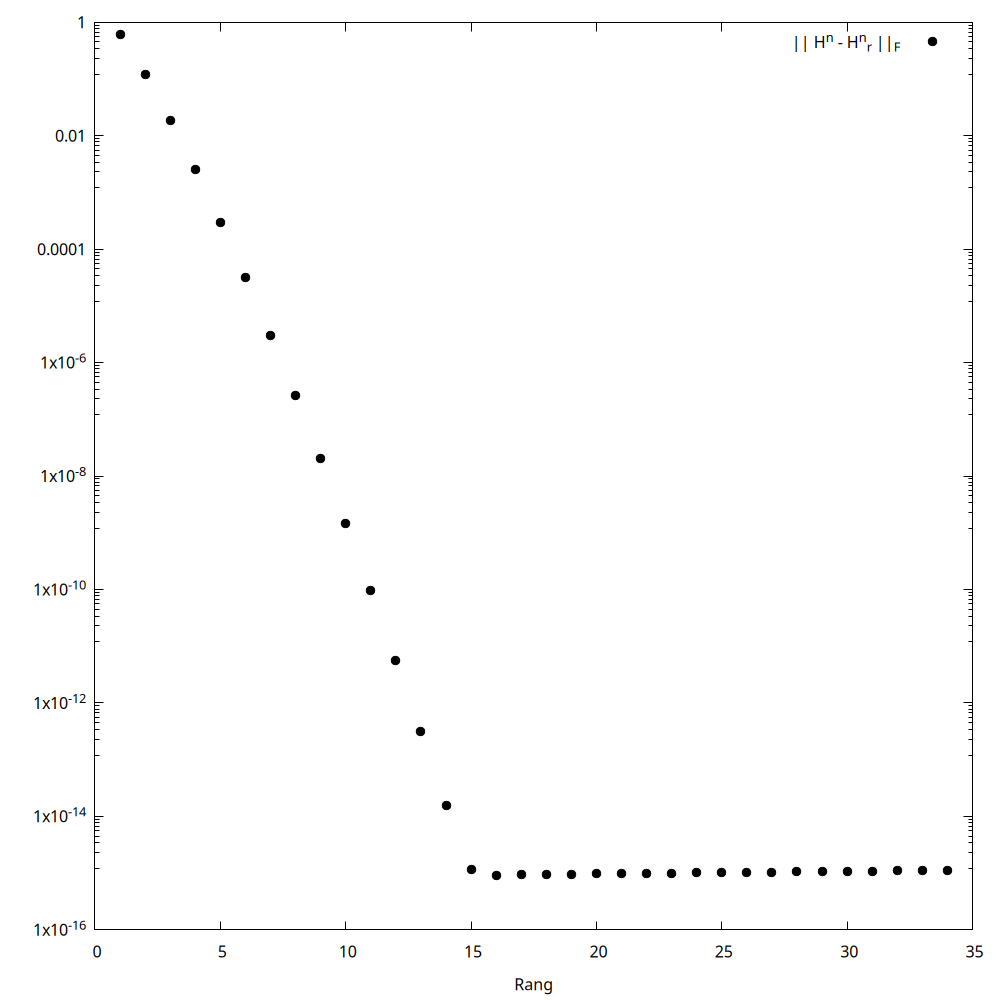 || Hⁿ - Hⁿᵣ ||F
1
0.01
0.0001
1x10⁻⁶
1x10⁻⁸
1x10⁻¹⁰
1x10⁻¹²
1x10⁻¹⁴
1x10⁻¹⁶
0 5 10 15 20 25 30 35
Rang